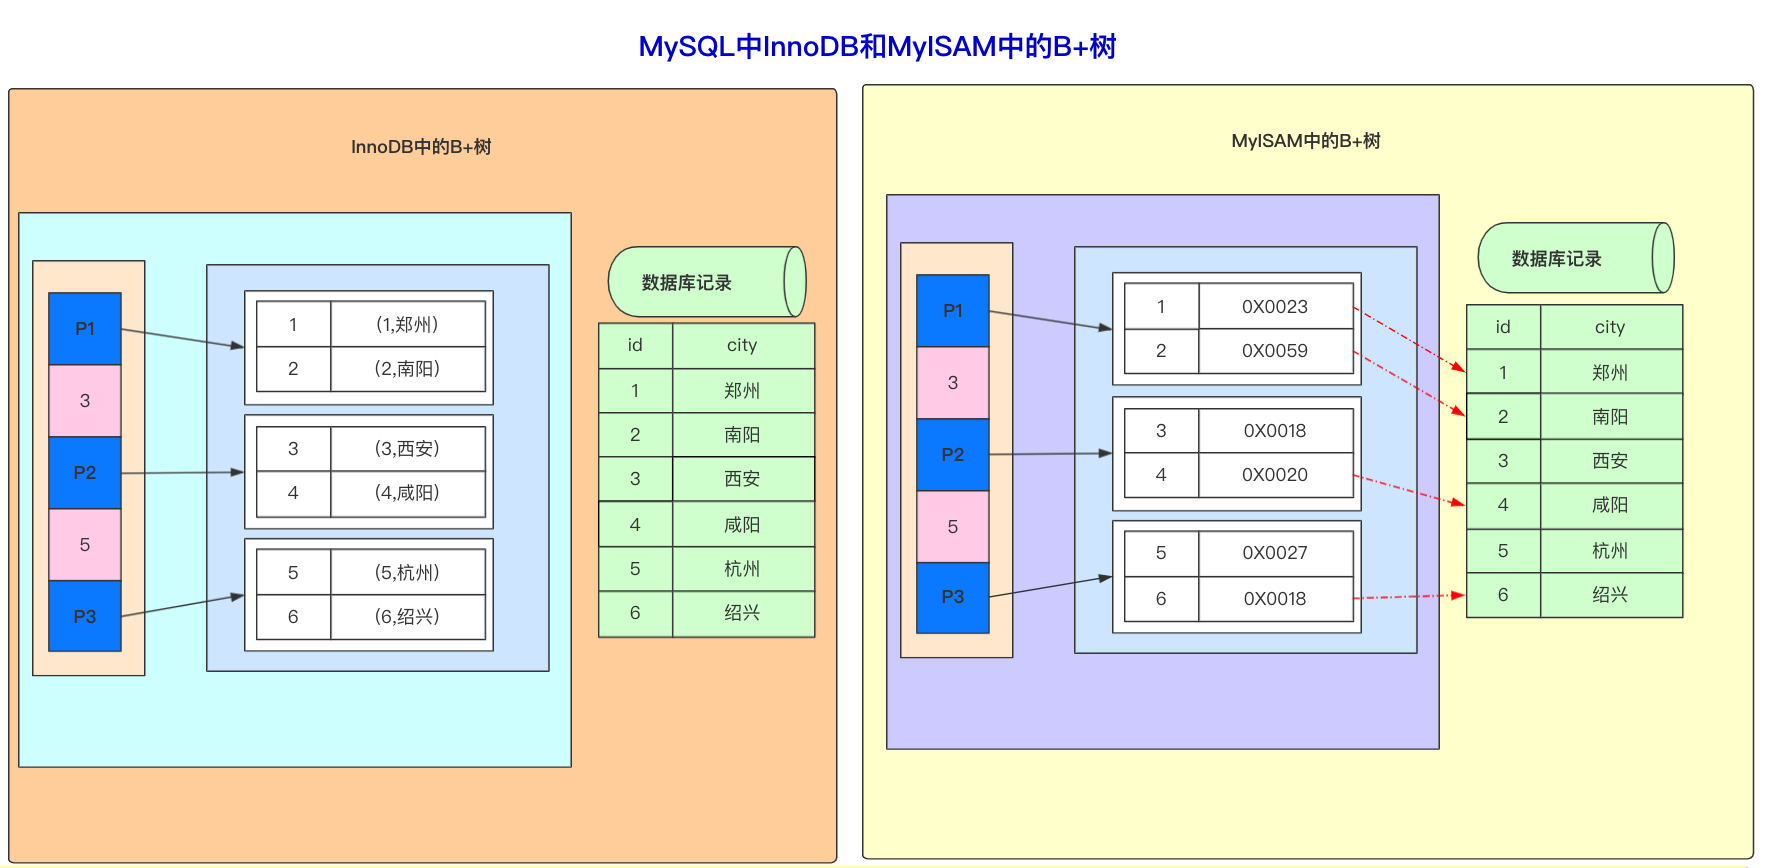 MySQL中InnoDB和MyISAM中的B+树
InnoDB中的B+树
P1
3
P2
5
P3
1 (1,郑州)
2 (2,南阳)
3 (3,西安)
4 (4,咸阳)
5 (5,杭州)
6 (6,绍兴)
数据库记录
id city
1 郑州
2 南阳
3 西安
4 咸阳
5 杭州
6 绍兴
MyISAM中的B+树
P1
3
P2
5
P3
1 0X0023
2 0X0059
3 0X0018
4 0X0020
5 0X0027
6 0X0018
数据库记录
id city
1 郑州
2 南阳
3 西安
4 咸阳
5 杭州
6 绍兴